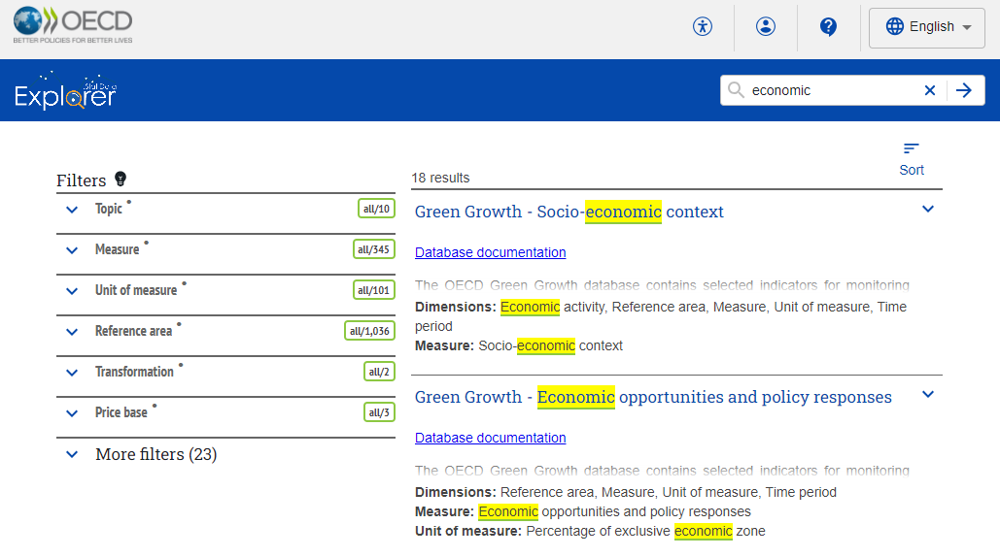 OECD
BETTER POLICIES FOR BETTER LIVES
English
Explorer
economic
Sort
Filters
18 results
Topic
all/10
Measure
all/345
Unit of measure
all/101
Reference area
all/1,036
Transformation
all/2
Price base
all/3
More filters (23)
Green Growth - Socio-economic context
Database documentation
The OECD Green Growth database contains selected indicators for monitoring
Dimensions: Economic activity, Reference area, Measure, Unit of measure, Time
period
Measure: Socio-economic context
Green Growth - Economic opportunities and policy responses
Database documentation
The OECD Green Growth database contains selected indicators for monitoring
Dimensions: Reference area, Measure, Unit of measure, Time period
Measure: Economic opportunities and policy responses
Unit of measure: Percentage of exclusive economic zone